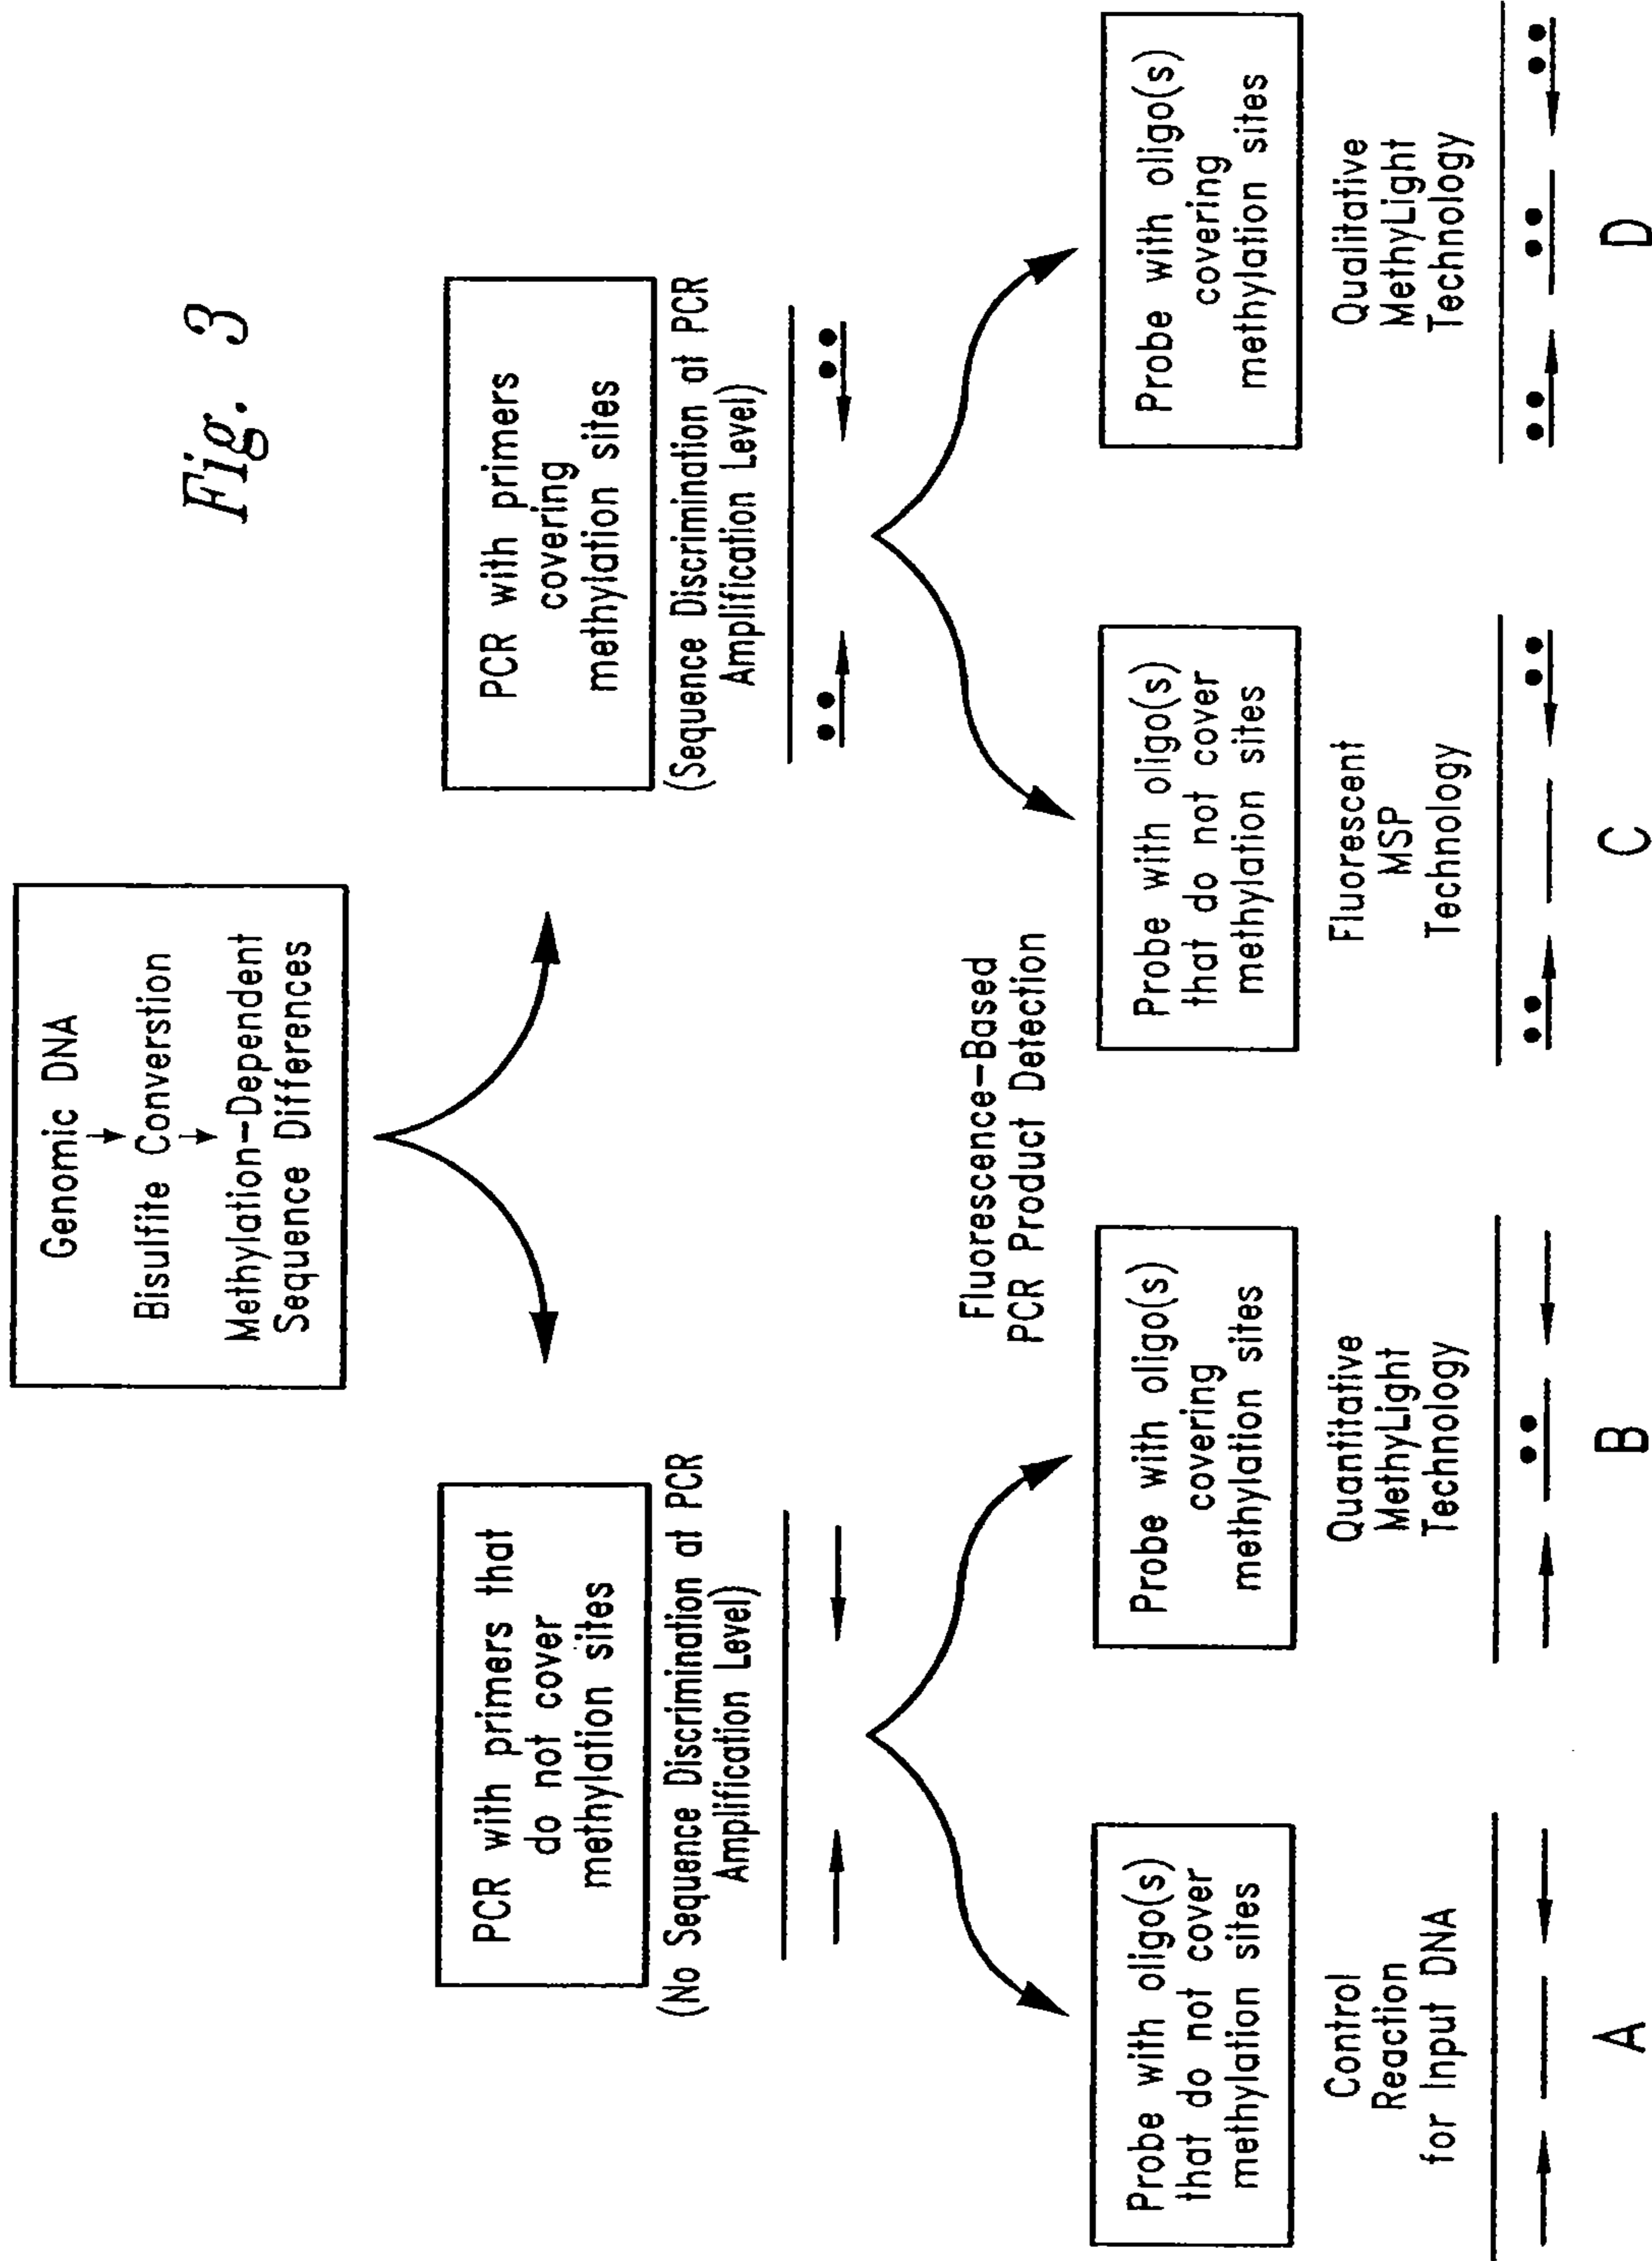 Fig. 3
Genomic DNA
Bisulfite Converstion
Methylation-Dependent
Sequence Differences
PCR with primers that
do not cover
methylation sites
(No Sequence Discrimination at PCR
Amplification Level)
PCR with primers
covering
methylation sites
(Sequence Discrimination at PCR
Amplification Level)
Fluorescence-Based
PCR Product Detection
Probe with oligo(s)
that do not cover
methylation sites
Control
Reaction
for Input DNA
A
Probe with oligo(s)
covering
methylation sites
Quantitative
MethyLight
Technology
B
Probe with oligo(s)
that do not cover
methylation sites
Fluorescent
MSP
Technology
C
Probe with oligo(s)
covering
methylation sites
Qualitative
MethyLight
Technology
D